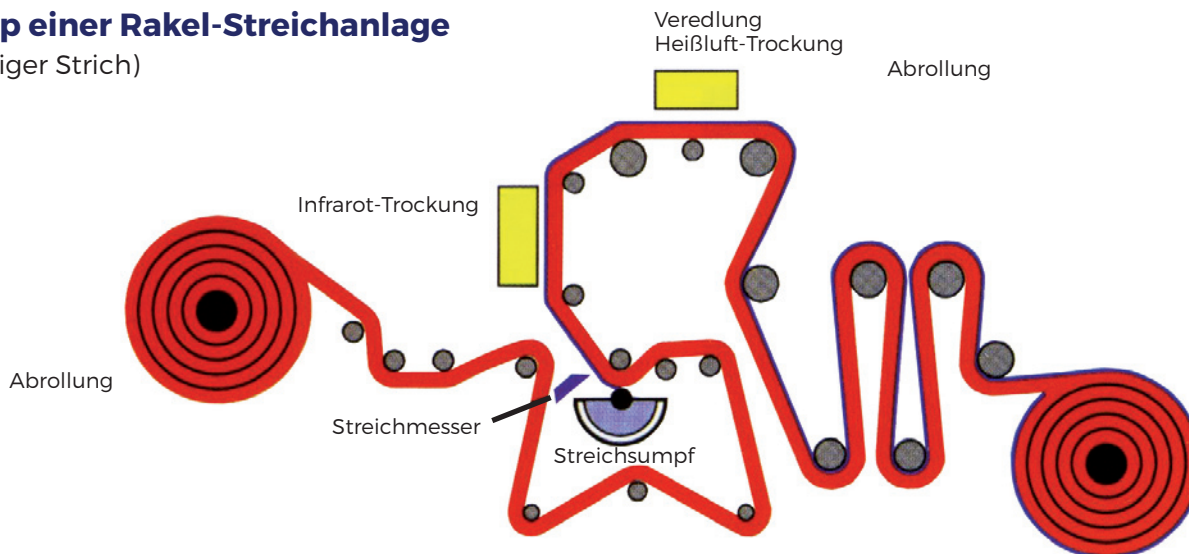 p einer Rakel-Streichanlage
iger Strich)
Veredlung
Heißluft-Trockung
Abrollung
Infrarot-Trockung
Abrollung
Streichmesser
Streichsumpf